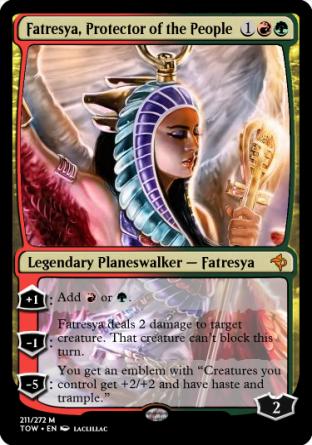 Fatresya, Protector of the People 1
Legendary Planeswalker — Fatresya
+1: Add or .
-1: Fatresya deals 2 damage to target
creature. That creature can't block this
turn.
-5: You get an emblem with “Creatures you
control get +2/+2 and have haste and
trample.”
2
211/272 M
TOW • EN LACLILLAC